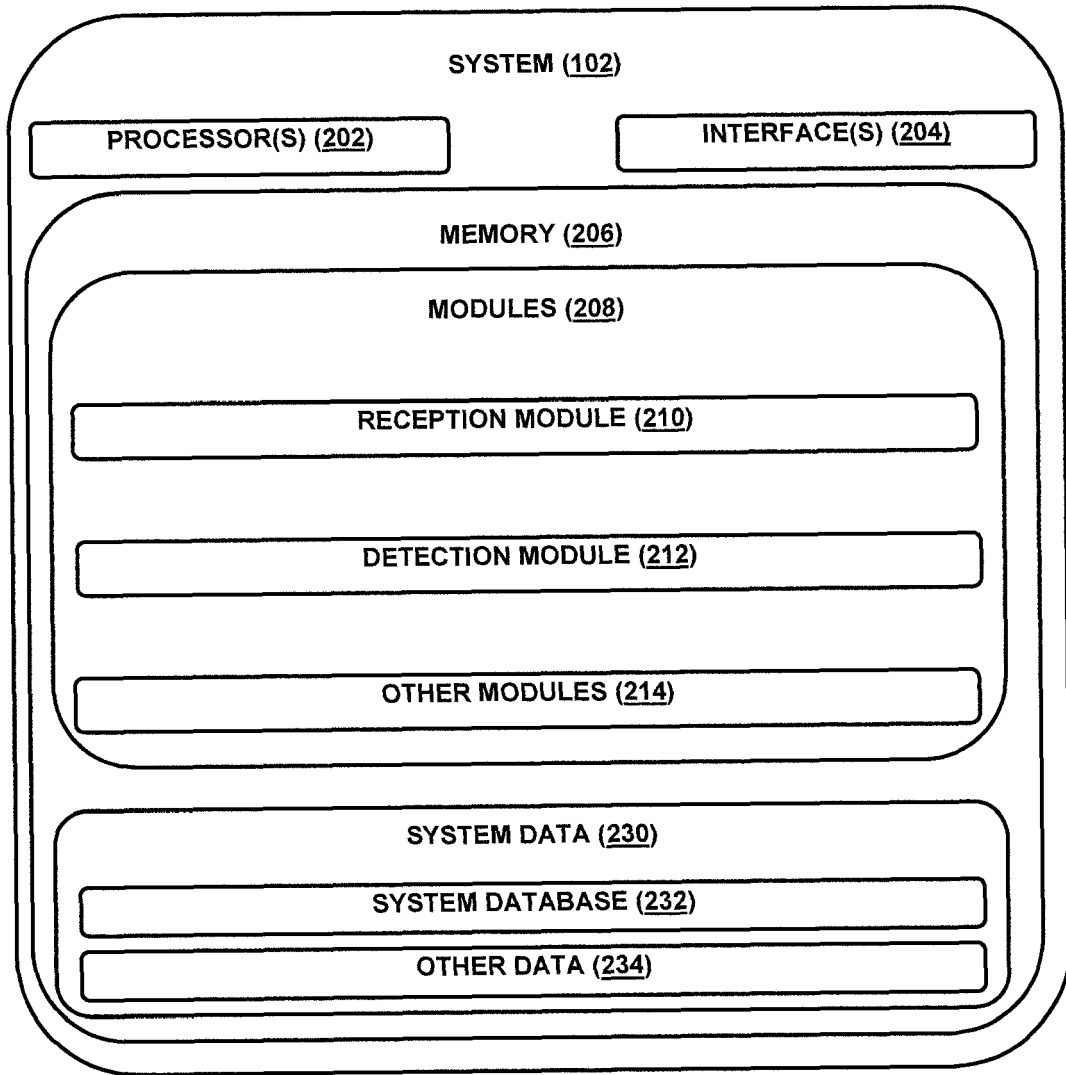 SYSTEM (102)
PROCESSOR(S) (202)
INTERFACE(S) (204)
MEMORY (206)
MODULES (208)
RECEPTION MODULE (210)
DETECTION MODULE (212)
OTHER MODULES (214)
SYSTEM DATA (230)
SYSTEM DATABASE (232)
OTHER DATA (234)